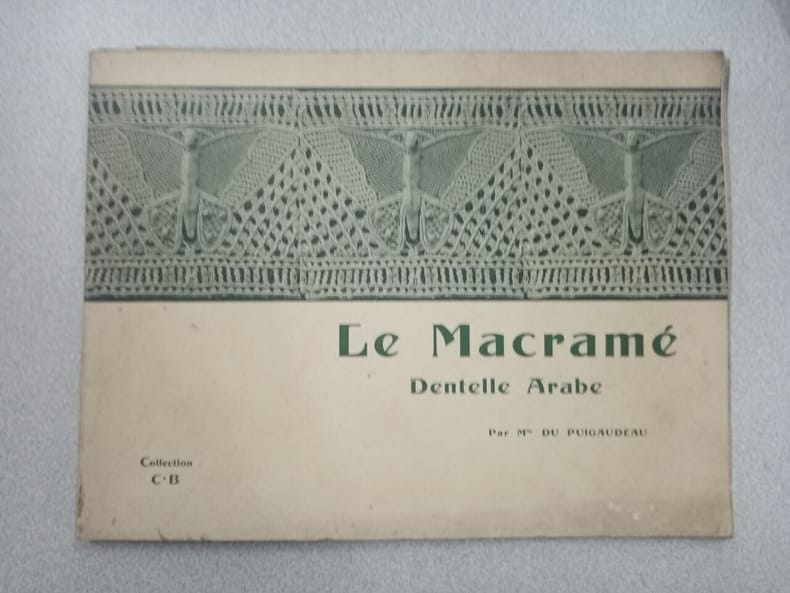 Le Macramé
Dentelle Arabe
Par Mme DU PUIGAUDEAU
Collection
C·B